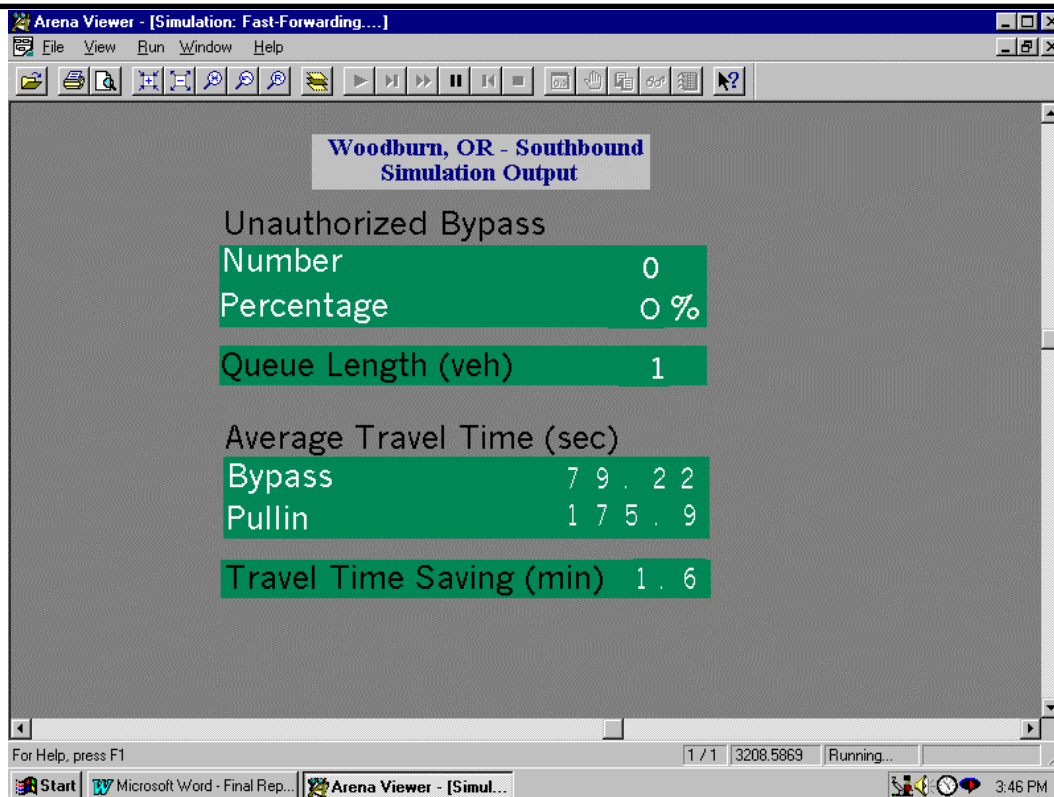 Arena Viewer - [Simulation: Fast-Forwarding....]
File View Run Window Help
Woodburn, OR - Southbound
Simulation Output
Unauthorized Bypass
Number 0
Percentage 0 %
Queue Length (veh) 1
Average Travel Time (sec)
Bypass 79.22
Pullin 175.9
Travel Time Saving (min) 1.6
For Help, press F1 1 / 1 3208.5869 Running...
Start Microsoft Word - Final Rep... Arena Viewer - [Simul... 3:46 PM